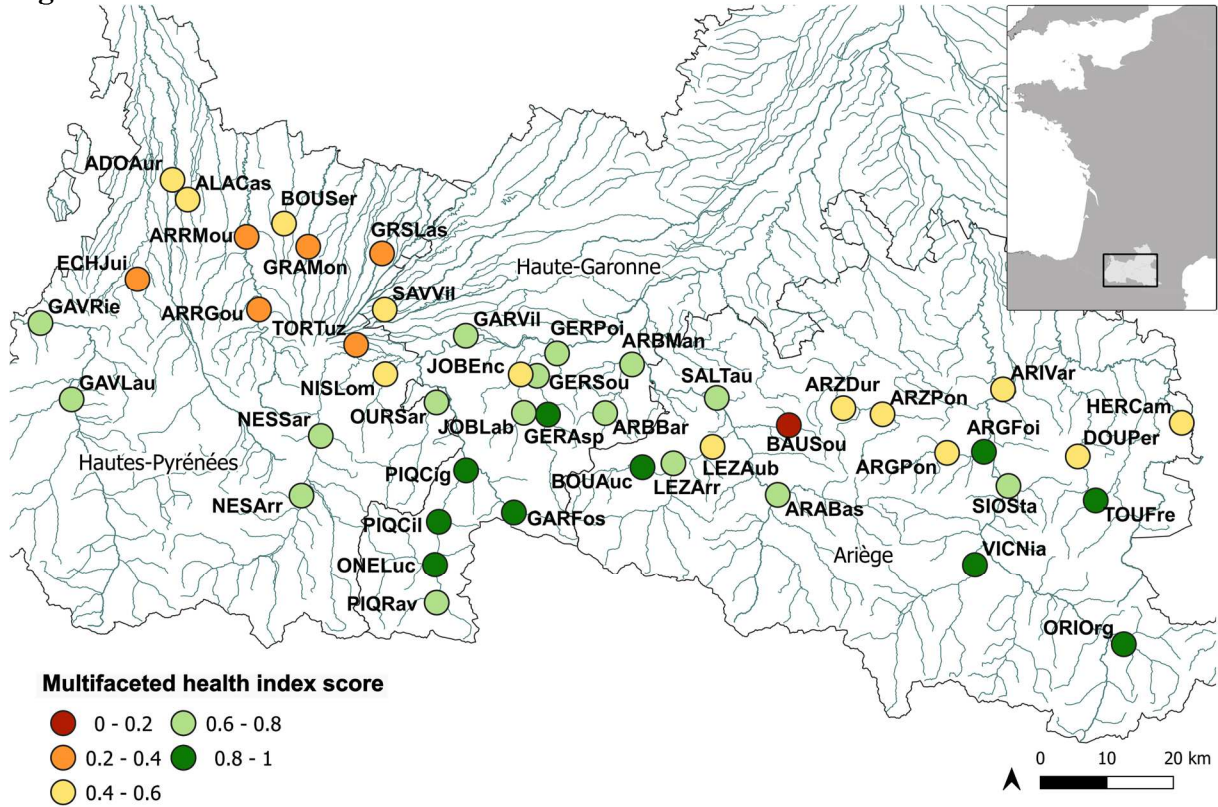 ADOAur
ALACas
BOUSer
ARRMou
GRSLas
GRAMon
ECHJui
Haute-Garonne
GAVRie
ARRGou
SAVVil
TORTuz
GARVil
GERPoi
ARBMan
JOBEnc
GERSou
SALTau
ARIVar
GAVLau
NISLom
ARZDur
ARZPon
HERCam
OURSar
NESSar
JOBLab
GERAsp
ARBBar
BAUSou
ARGFoi
DOUPer
Hautes-Pyrénées
PIQCig
BOUAuc
LEZAub
LEZArr
ARGPon
NESArr
ARABas
SIOSta
TOUFre
PIQCil
GARFos
Ariège
VICNia
ONELuc
PIQRav
ORIOrg
Multifaceted health index score
0 - 0.2
0.6 - 0.8
0.2 - 0.4
0.8 - 1
0.4 - 0.6
0 10 20 km